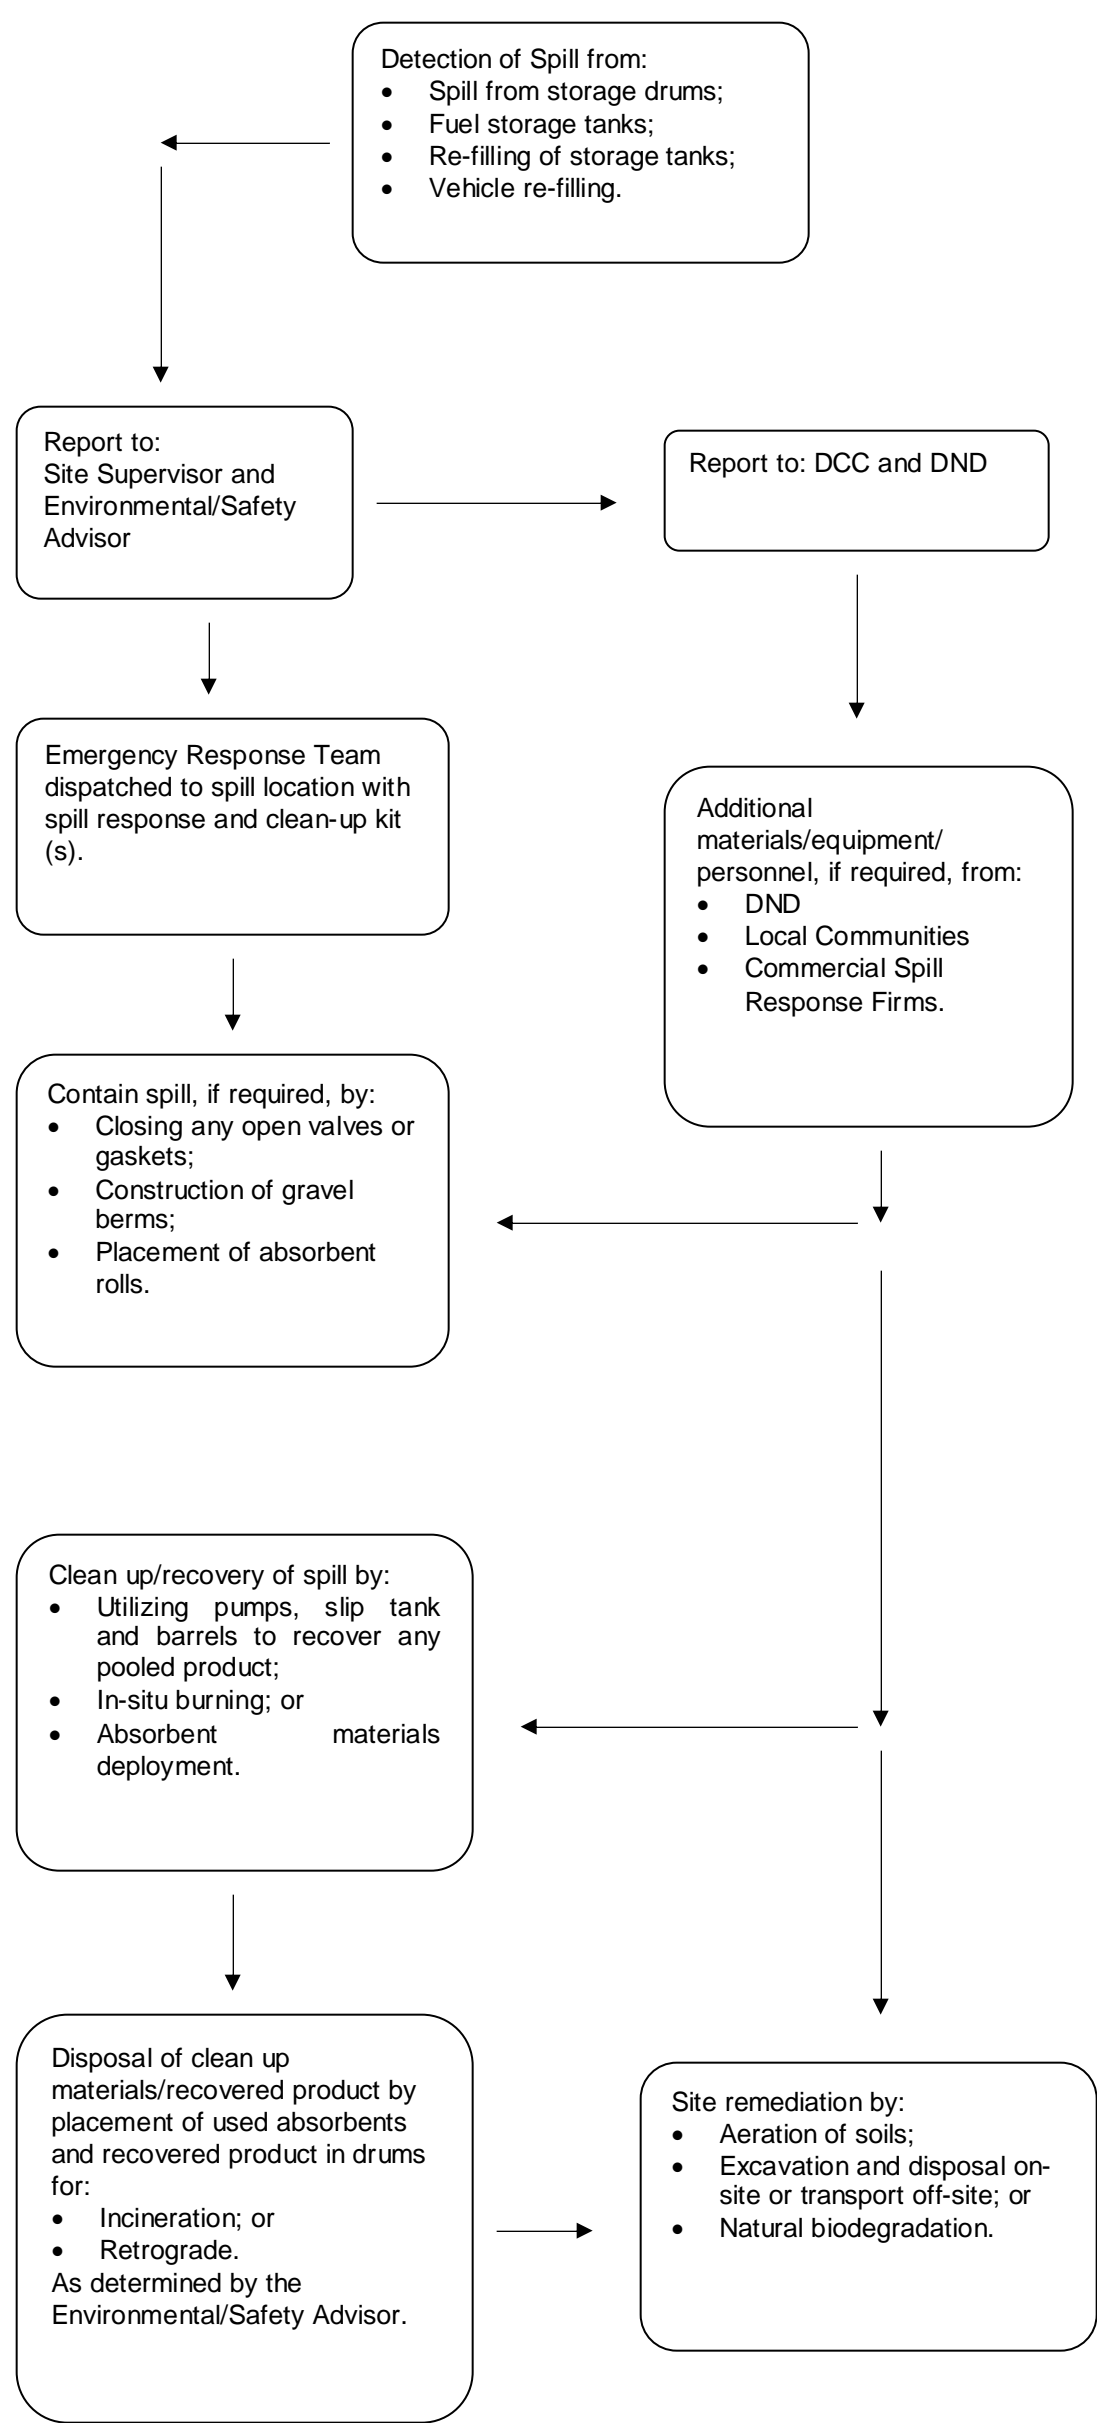 Detection of Spill from:
• Spill from storage drums;
• Fuel storage tanks;
• Re-filling of storage tanks;
• Vehicle re-filling.
Report to:
Site Supervisor and
Environmental/Safety
Advisor
Report to: DCC and DND
Emergency Response Team
dispatched to spill location with
spill response and clean-up kit
(s).
Additional
materials/equipment/
personnel, if required, from:
• DND
• Local Communities
• Commercial Spill
Response Firms.
Contain spill, if required, by:
• Closing any open valves or
gaskets;
• Construction of gravel
berms;
• Placement of absorbent
rolls.
Clean up/recovery of spill by:
• Utilizing pumps, slip tank
and barrels to recover any
pooled product;
• In-situ burning; or
• Absorbent materials
deployment.
Disposal of clean up
materials/recovered product by
placement of used absorbents
and recovered product in drums
for:
• Incineration; or
• Retrograde.
As determined by the
Environmental/Safety Advisor.
Site remediation by:
• Aeration of soils;
• Excavation and disposal on-
site or transport off-site; or
• Natural biodegradation.